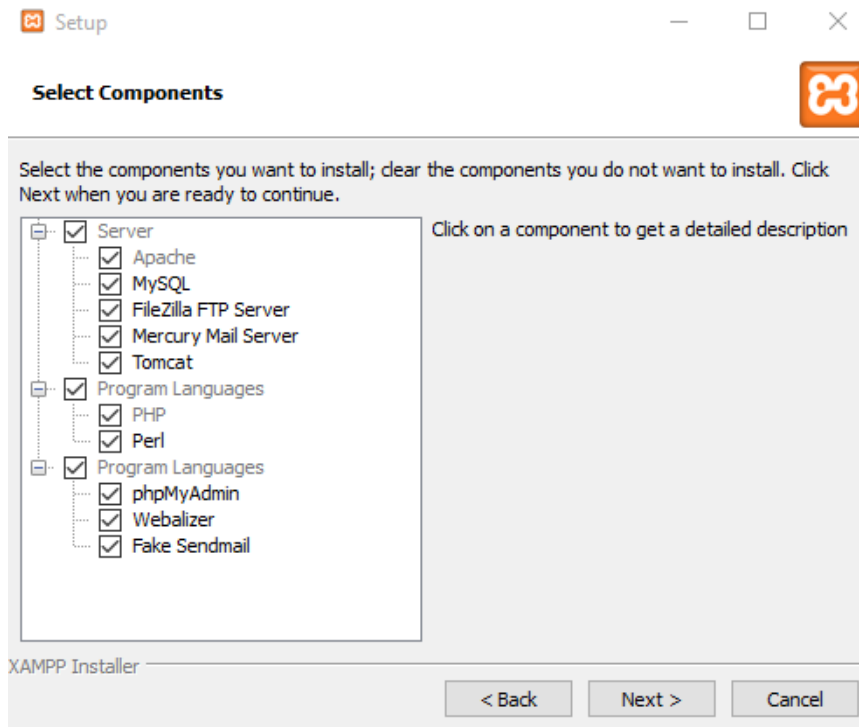 Setup
Select Components
Select the components you want to install; clear the components you do not want to install. Click
Next when you are ready to continue.
Server
Apache
MySQL
FileZilla FTP Server
Mercury Mail Server
Tomcat
Program Languages
PHP
Perl
Program Languages
phpMyAdmin
Webalizer
Fake Sendmail
Click on a component to get a detailed description
XAMPP Installer
< Back
Next >
Cancel